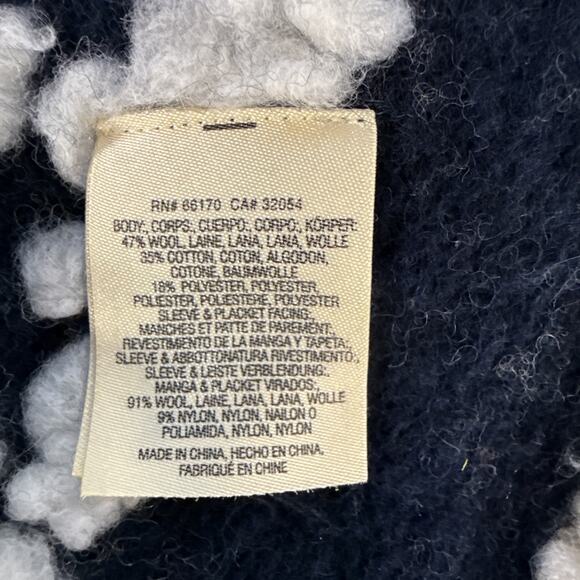 RN# 66170 CA# 32054
BODY:, CORPS:, CUERPO:, CORPO:, KÖRPER:
47% WOOL, LAINE, LANA, LANA, WOLLE
35% COTTON, COTON, ALGODON,
COTONE, BAUMWOLLE
18% POLYESTER, POLYESTER,
POLIESTER, POLIESTERE, POLYESTER
SLEEVE & PLACKET FACING:,
MANCHES ET PATTE DE PAREMENT:,
REVESTIMENTO DE LA MANGA Y TAPETA:,
SLEEVE & ABBOTTONATURA RIVESTIMENTO:,
SLEEVE & LEISTE VERBLENDUNG:,
MANGA & PLACKET VIRADOS:,
91% WOOL, LAINE, LANA, LANA, WOLLE
9% NYLON, NYLON, NAILON O
POLIAMIDA, NYLON, NYLON
MADE IN CHINA, HECHO EN CHINA.
FABRIQUÉ EN CHINE